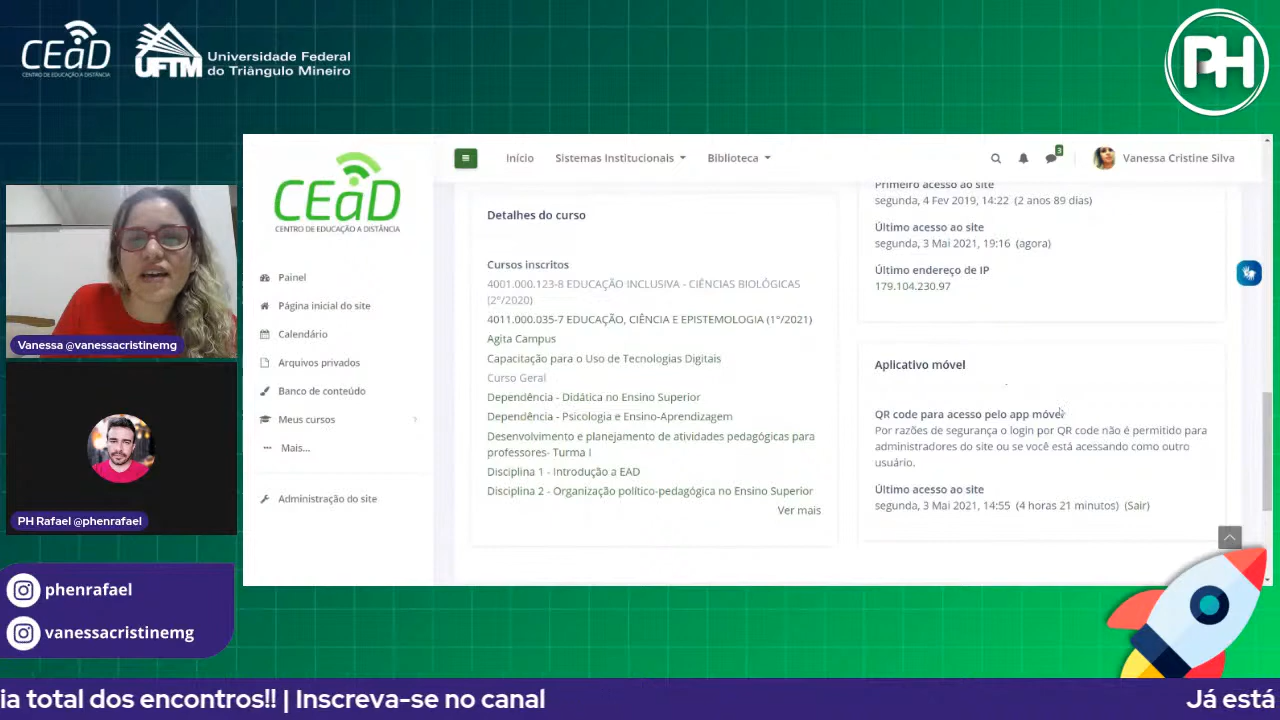 CEaD
CENTRO DE EDUCAÇÃO A DISTÂNCIA
UFTM
Universidade Federal
do Triângulo Mineiro
PH
Vanessa @vanessacristinemg
PH Rafael @phenrafael
phenrafael
vanessacristinemg
CEaD
CENTRO DE EDUCAÇÃO A DISTÂNCIA
Painel
Página inicial do site
Calendário
Arquivos privados
Banco de conteúdo
Meus cursos
Mais...
Administração do site
Início
Sistemas Institucionais
Biblioteca
3
Vanessa Cristine Silva
Detalhes do curso
Cursos inscritos
4001.000.123-8 EDUCAÇÃO INCLUSIVA - CIÊNCIAS BIOLÓGICAS
(2°/2020)
4011.000.035-7 EDUCAÇÃO, CIÊNCIA E EPISTEMOLOGIA (1°/2021)
Agita Campus
Capacitação para o Uso de Tecnologias Digitais
Curso Geral
Dependência - Didática no Ensino Superior
Dependência - Psicologia e Ensino-Aprendizagem
Desenvolvimento e planejamento de atividades pedagógicas para
professores- Turma I
Disciplina 1 - Introdução a EAD
Disciplina 2 - Organização político-pedagógica no Ensino Superior
Ver mais
Primeiro acesso ao site
segunda, 4 Fev 2019, 14:22 (2 anos 89 dias)
Último acesso ao site
segunda, 3 Mai 2021, 19:16 (agora)
Último endereço de IP
179.104.230.97
Aplicativo móvel
QR code para acesso pelo app móvel
Por razões de segurança o login por QR code não é permitido para
administradores do site ou se você está acessando como outro
usuário.
Último acesso ao site
segunda, 3 Mai 2021, 14:55 (4 horas 21 minutos) (Sair)
ia total dos encontros!! | Inscreva-se no canal
Já está